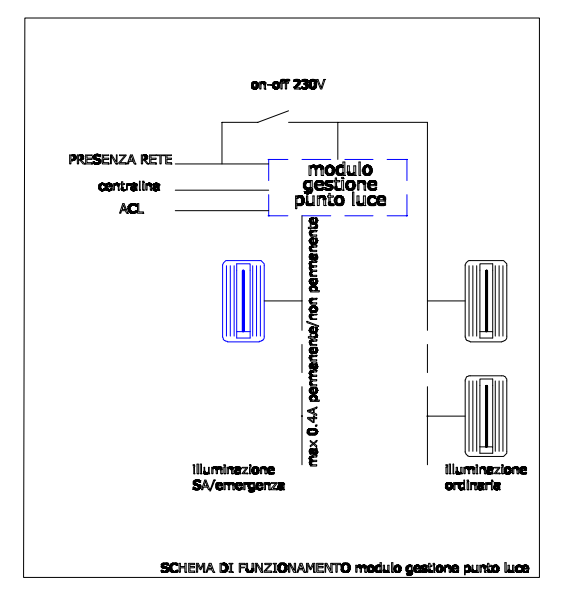 on-off 230V
PRESENZA RETE
centralina
ACL
modulo
gestione
punto luce
max 0.4A permanente/non permanente
illuminazione
SA/emergenza
illuminazione
ordinaria
SCHEMA DI FUNZIONAMENTO modulo gestione punto luce